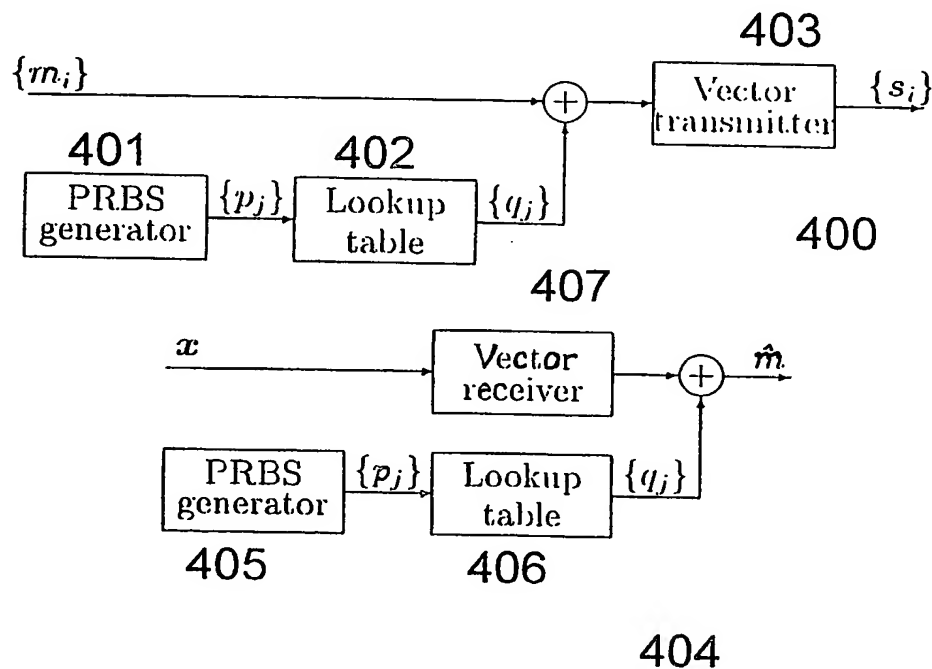 403
{m_i}
Vector
transmitter
{s_i}
401
402
PRBS
generator
{p_j}
Lookup
table
{q_j}
400
407
x
Vector
receiver
m̂
PRBS
generator
{p_j}
Lookup
table
{q_j}
405
406
404